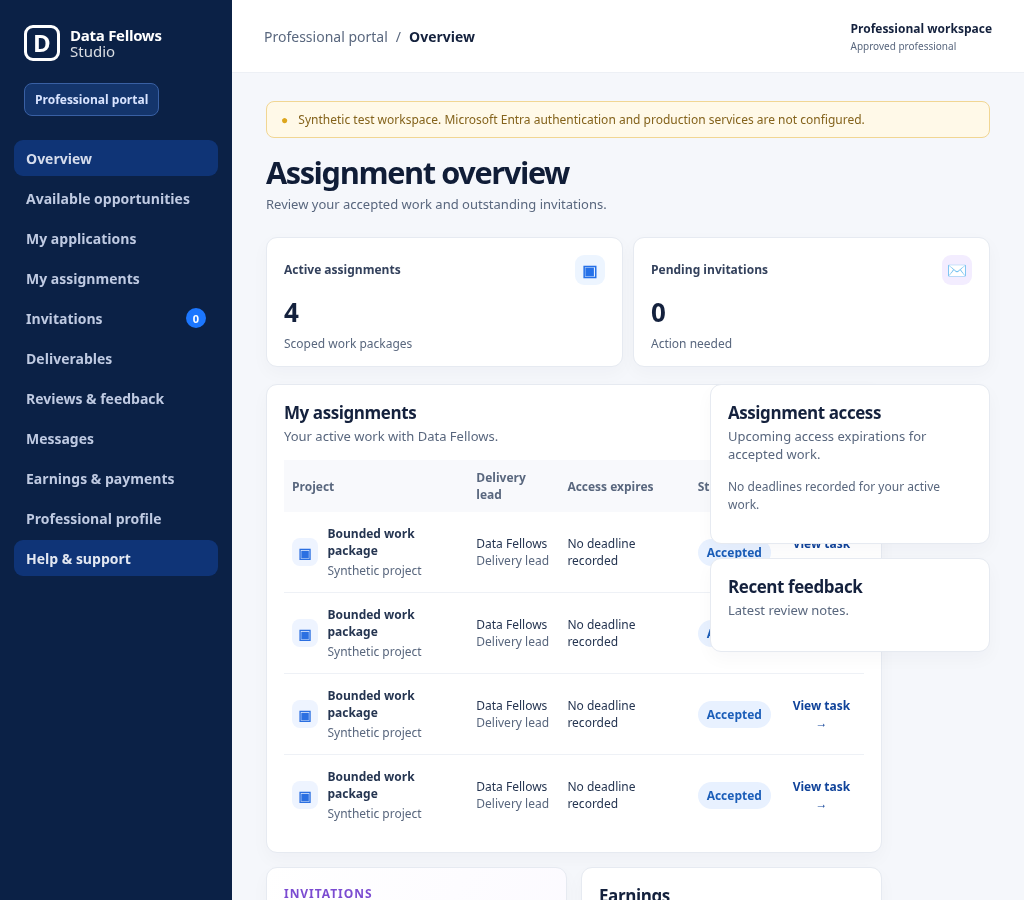 D
Data Fellows
Studio
Professional portal
Overview
Available opportunities
My applications
My assignments
Invitations 0
Deliverables
Reviews & feedback
Messages
Earnings & payments
Professional profile
Help & support
Professional portal / Overview
Professional workspace
Approved professional
Synthetic test workspace. Microsoft Entra authentication and production services are not configured.
Assignment overview
Review your accepted work and outstanding invitations.
Active assignments
4
Scoped work packages
Pending invitations
0
Action needed
My assignments
Your active work with Data Fellows.
Project
Delivery
lead
Access expires
St
Bounded work
package
Synthetic project
Data Fellows
Delivery lead
No deadline
recorded
Accepted
View task
Bounded work
package
Synthetic project
Data Fellows
Delivery lead
No deadline
recorded
Bounded work
package
Synthetic project
Data Fellows
Delivery lead
No deadline
recorded
Accepted
View task
→
Bounded work
package
Synthetic project
Data Fellows
Delivery lead
No deadline
recorded
Accepted
View task
→
Assignment access
Upcoming access expirations for
accepted work.
No deadlines recorded for your active
work.
Recent feedback
Latest review notes.
INVITATIONS
Earnings